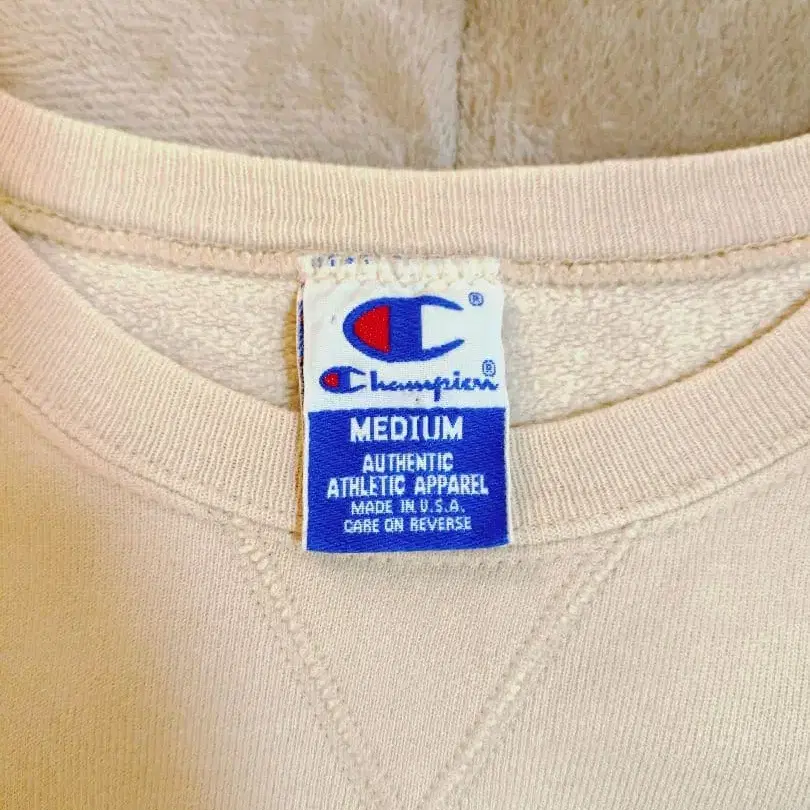 ®
Champion®
MEDIUM
AUTHENTIC
ATHLETIC APPAREL
MADE IN U.S.A.
CARE ON REVERSE